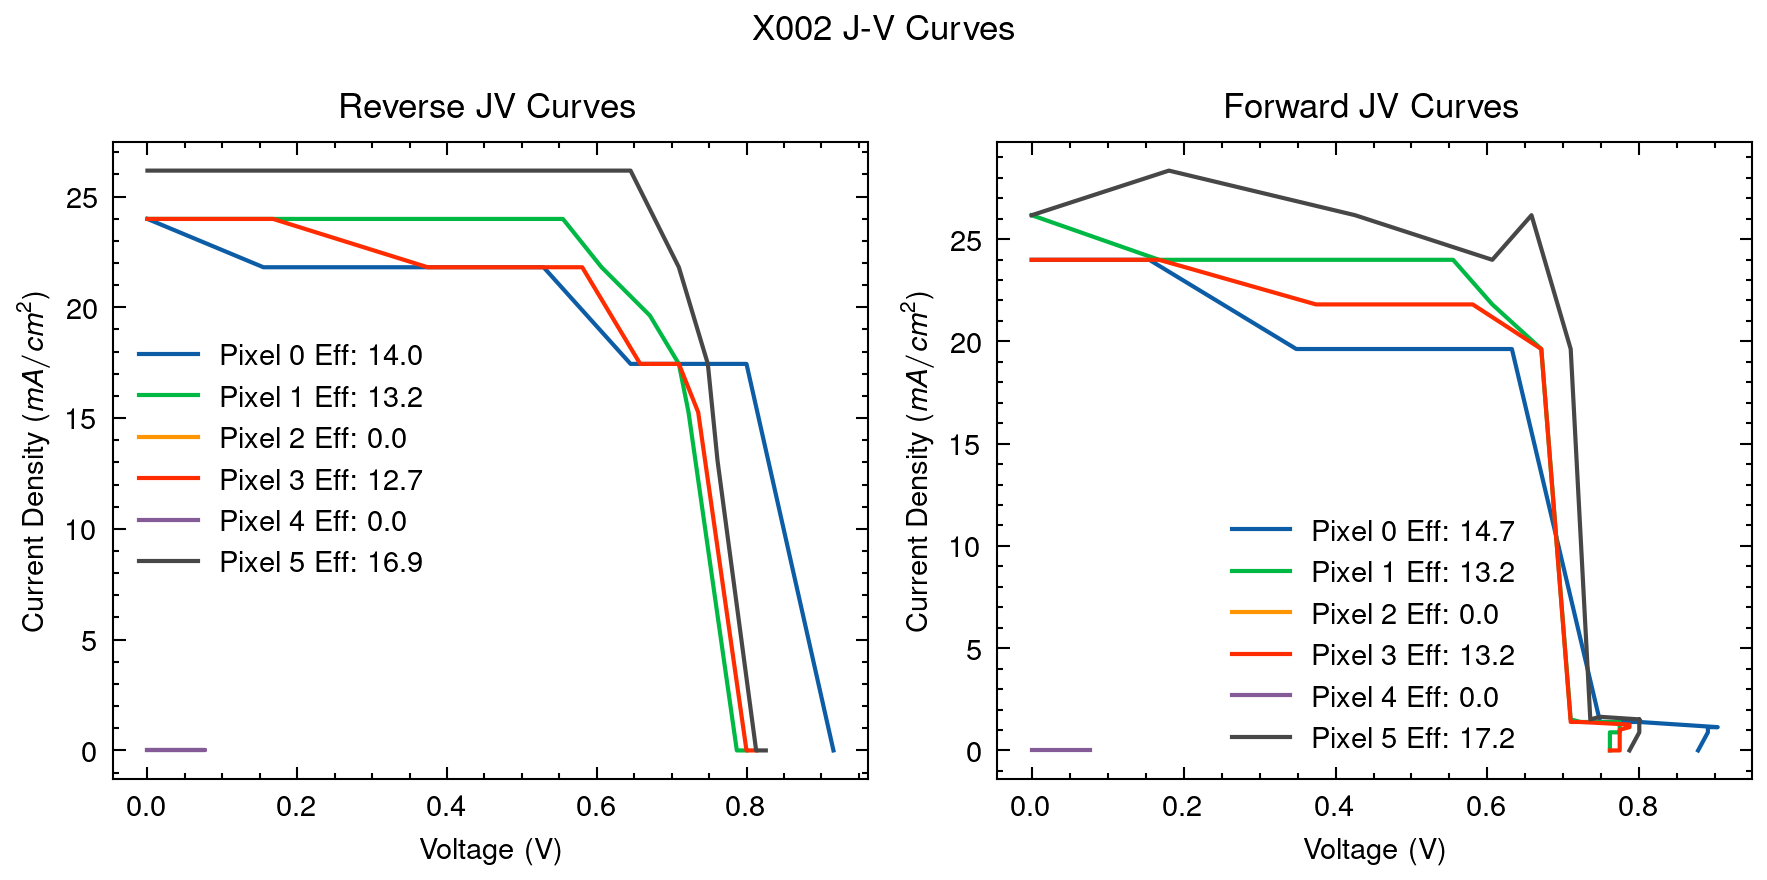 X002 J-V Curves
Reverse JV Curves
Current Density (mA/cm²)
25
20
15
10
5
0
Pixel 0 Eff: 14.0
Pixel 1 Eff: 13.2
Pixel 2 Eff: 0.0
Pixel 3 Eff: 12.7
Pixel 4 Eff: 0.0
Pixel 5 Eff: 16.9
0.0 0.2 0.4 0.6 0.8
Voltage (V)
Forward JV Curves
Current Density (mA/cm²)
25
20
15
10
5
0
Pixel 0 Eff: 14.7
Pixel 1 Eff: 13.2
Pixel 2 Eff: 0.0
Pixel 3 Eff: 13.2
Pixel 4 Eff: 0.0
Pixel 5 Eff: 17.2
0.0 0.2 0.4 0.6 0.8
Voltage (V)